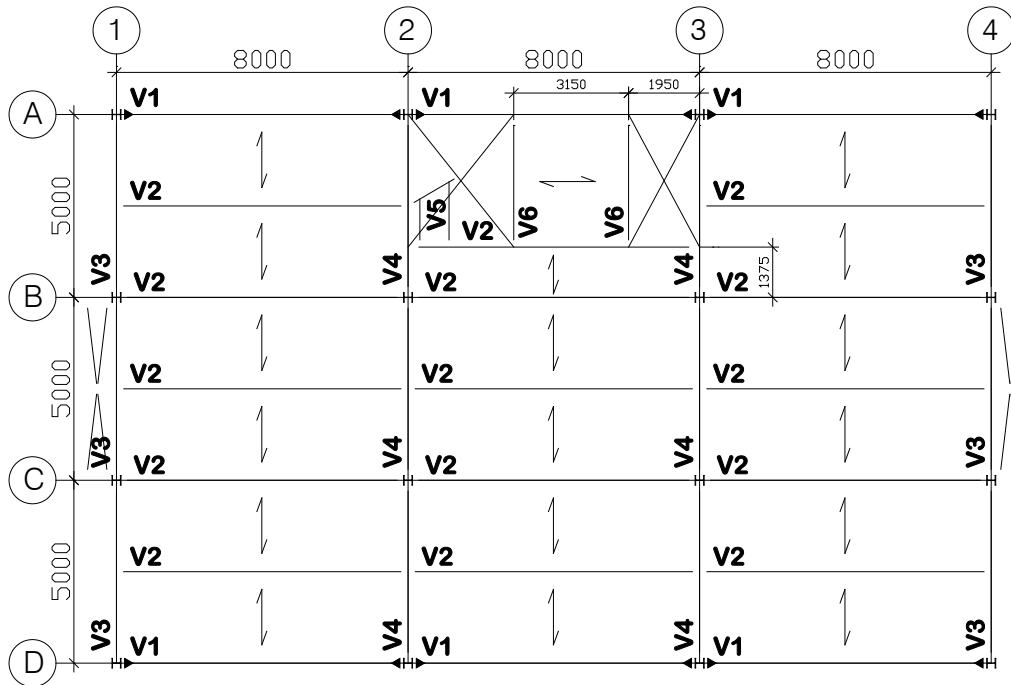 1 2 3 4
8000 8000 8000
3150 1950
A V1 V1 V1
5000
V2 V2
V5 V2 V6 V6
V3 V4 V4 V3
1375
B V2 V2
5000
V2 V2 V2
V3 V4 V4 V3
C V2 V2 V2
5000
V2 V2 V2
V3 V4 V4 V3
D V1 V1 V1